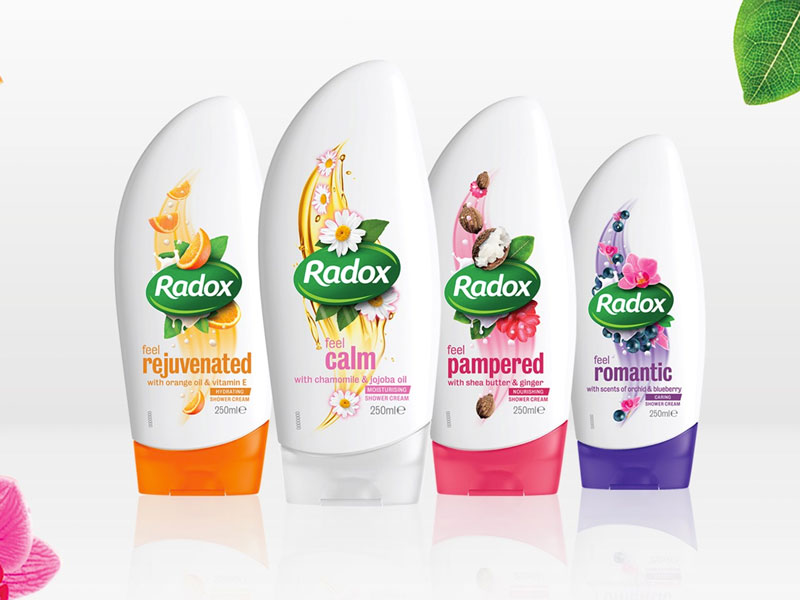 Radox
feel
rejuvenated
with orange oil & vitamin E
HYDRATING
SHOWER CREAM
250ml℮
Radox
feel
calm
with chamomile & jojoba oil
MOISTURISING
SHOWER CREAM
250ml℮
Radox
feel
pampered
with shea butter & ginger
NOURISHING
SHOWER CREAM
250ml℮
Radox
feel
romantic
with scents of orchid & blueberry
CARING
SHOWER CREAM
250ml℮